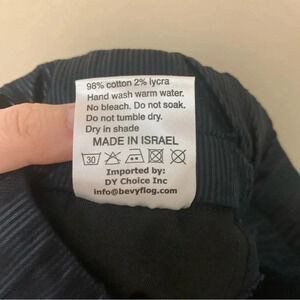 98% cotton 2% lycra
Hand wash warm water.
No bleach. Do not soak.
Do not tumble dry.
Dry in shade
MADE IN ISRAEL
30
Imported by:
DY Choice Inc
info@bevyflog.com